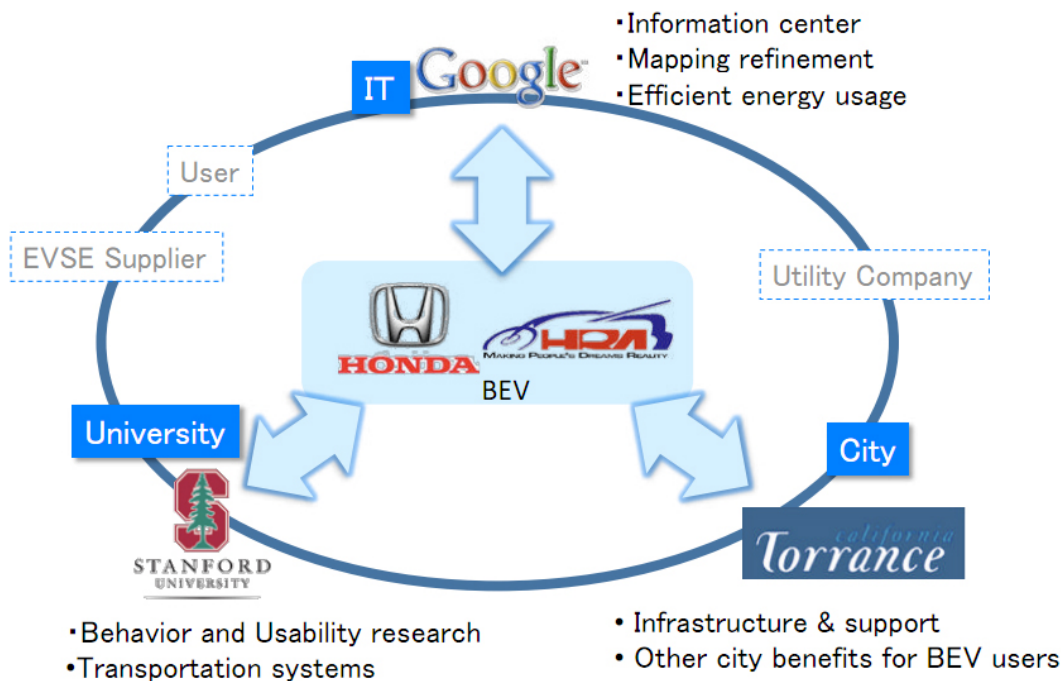 ・Information center
IT
Google™
・Mapping refinement
・Efficient energy usage
User
EVSE Supplier
Utility Company
HONDA
HRA
MAKING PEOPLE'S DREAMS REALITY
BEV
University
City
S
STANFORD
UNIVERSITY
california
Torrance
・Behavior and Usability research
•Transportation systems
• Infrastructure & support
• Other city benefits for BEV users